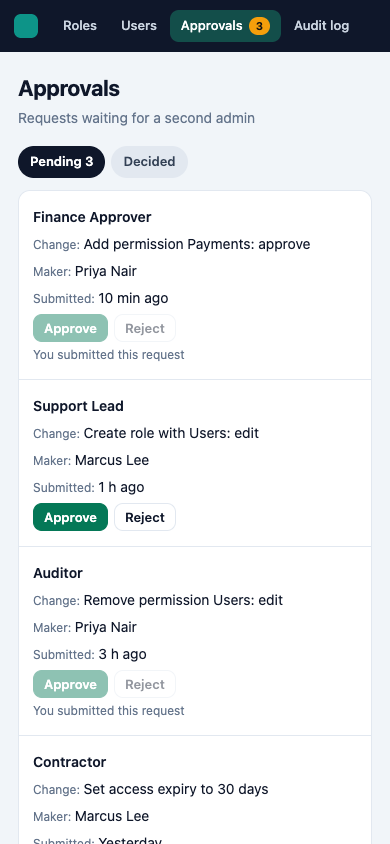 Roles Users Approvals 3 Audit log
Approvals
Requests waiting for a second admin
Pending 3 Decided
Finance Approver
Change: Add permission Payments: approve
Maker: Priya Nair
Submitted: 10 min ago
Approve Reject
You submitted this request
Support Lead
Change: Create role with Users: edit
Maker: Marcus Lee
Submitted: 1 h ago
Approve Reject
Auditor
Change: Remove permission Users: edit
Maker: Priya Nair
Submitted: 3 h ago
Approve Reject
You submitted this request
Contractor
Change: Set access expiry to 30 days
Maker: Marcus Lee
Submitted: Yesterday